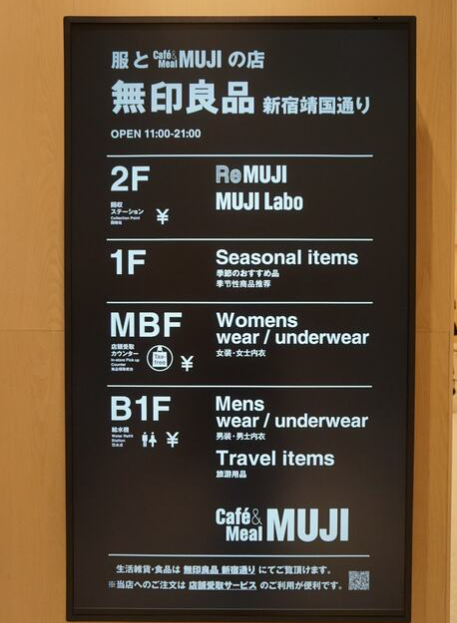 服と Café& Meal MUJI の店
無印良品 新宿靖国通り
OPEN 11:00-21:00
2F
回収
ステーション
Collection Point
¥
ReMUJI
MUJI Labo
1F
Seasonal items
季節のおすすめ品
季节性商品推荐
MBF
店舗受取
カウンター
In-store Pick up
Counter
Tax-free
¥
Womens
wear / underwear
女装・女士内衣
B1F
給水機
Water Refill
Station
¥
Mens
wear / underwear
男装・男士内衣
Travel items
旅游用品
Café& Meal MUJI
生活雑貨・食品は 無印良品 新宿通り にてご覧頂けます。
※当店へのご注文は 店舗受取サービス のご利用が便利です。